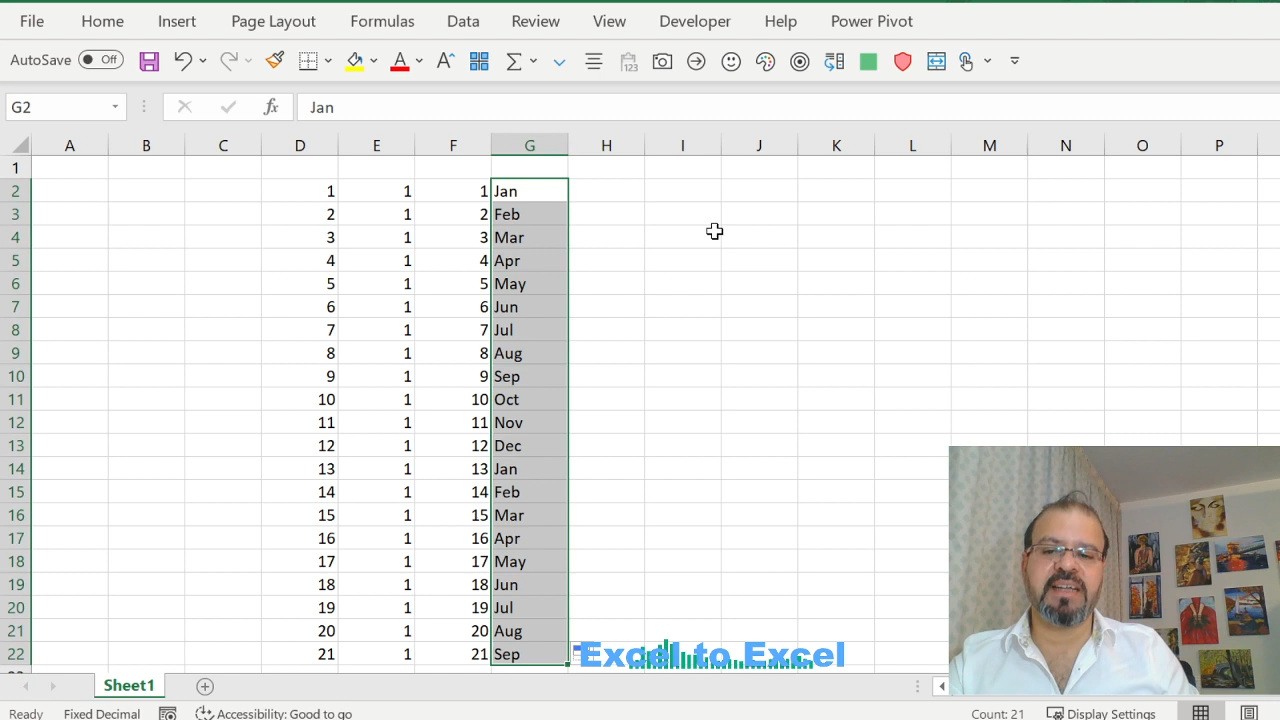 File Home Insert Page Layout Formulas Data Review View Developer Help Power Pivot
AutoSave Off
G2 Jan
A B C D E F G H I J K L M N O P
1
2 1 1 1 Jan
3 2 1 2 Feb
4 3 1 3 Mar
5 4 1 4 Apr
6 5 1 5 May
7 6 1 6 Jun
8 7 1 7 Jul
9 8 1 8 Aug
10 9 1 9 Sep
11 10 1 10 Oct
12 11 1 11 Nov
13 12 1 12 Dec
14 13 1 13 Jan
15 14 1 14 Feb
16 15 1 15 Mar
17 16 1 16 Apr
18 17 1 17 May
19 18 1 18 Jun
20 19 1 19 Jul
21 20 1 20 Aug
22 21 1 21 Sep
Excel to Excel
Sheet1
Ready Fixed Decimal Accessibility: Good to go Count: 21 Display Settings